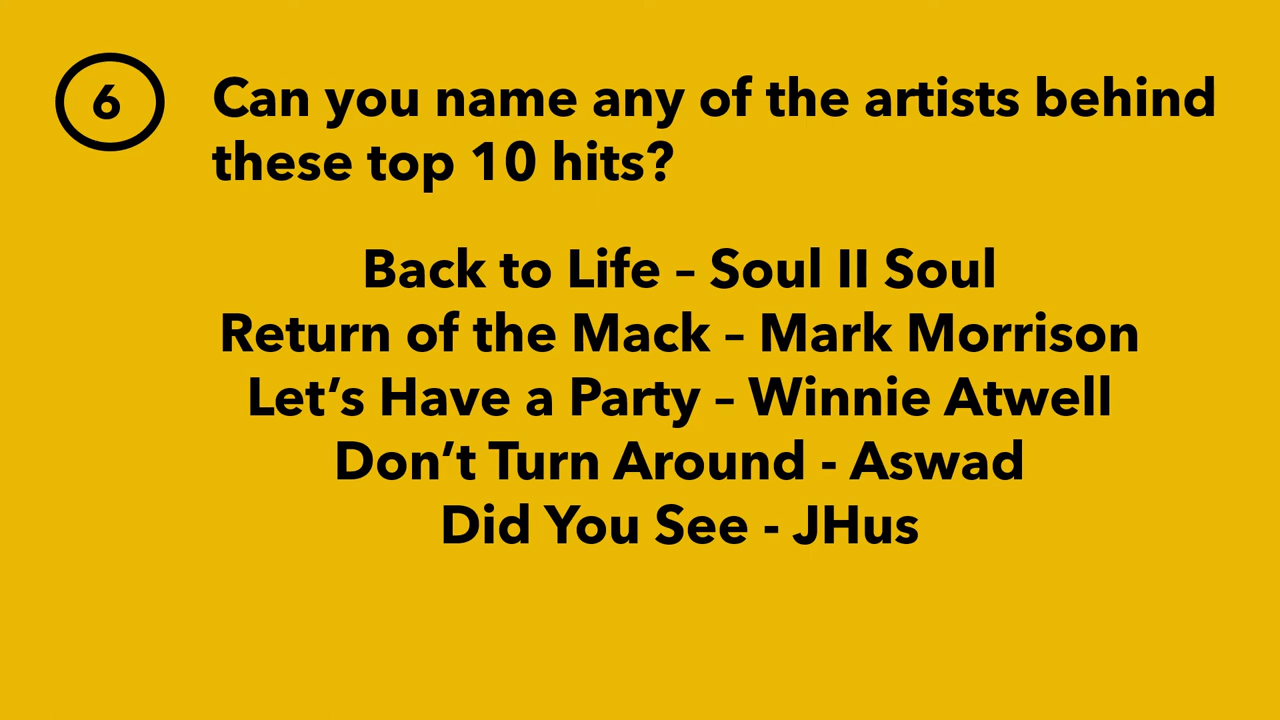 6
Can you name any of the artists behind
these top 10 hits?
Back to Life – Soul II Soul
Return of the Mack – Mark Morrison
Let’s Have a Party – Winnie Atwell
Don’t Turn Around - Aswad
Did You See - JHus